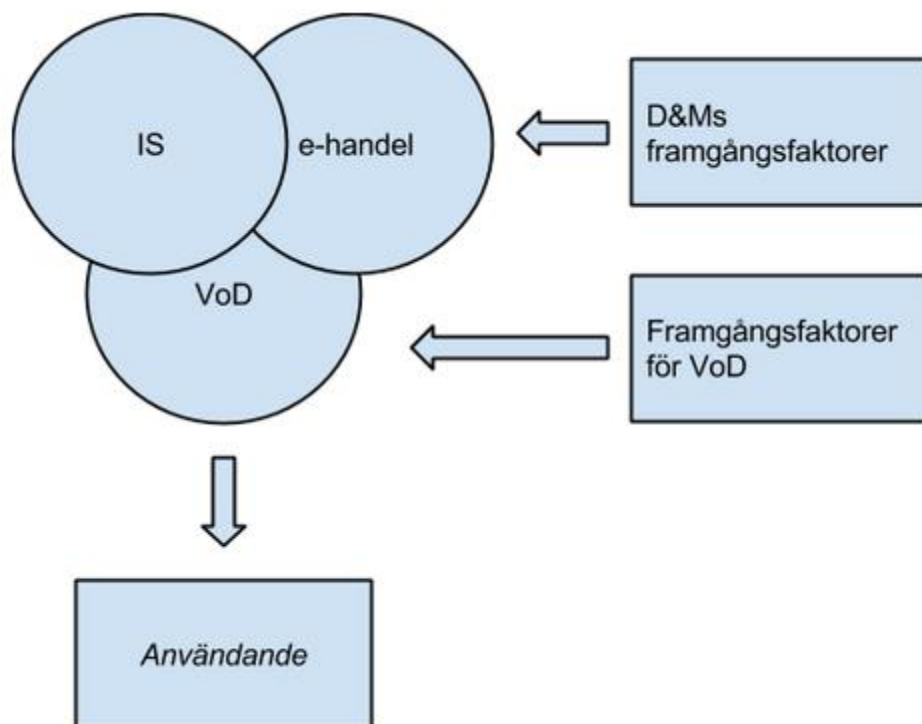 IS
e-handel
D&Ms
framgångsfaktorer
VoD
Framgångsfaktorer
för VoD
Användande